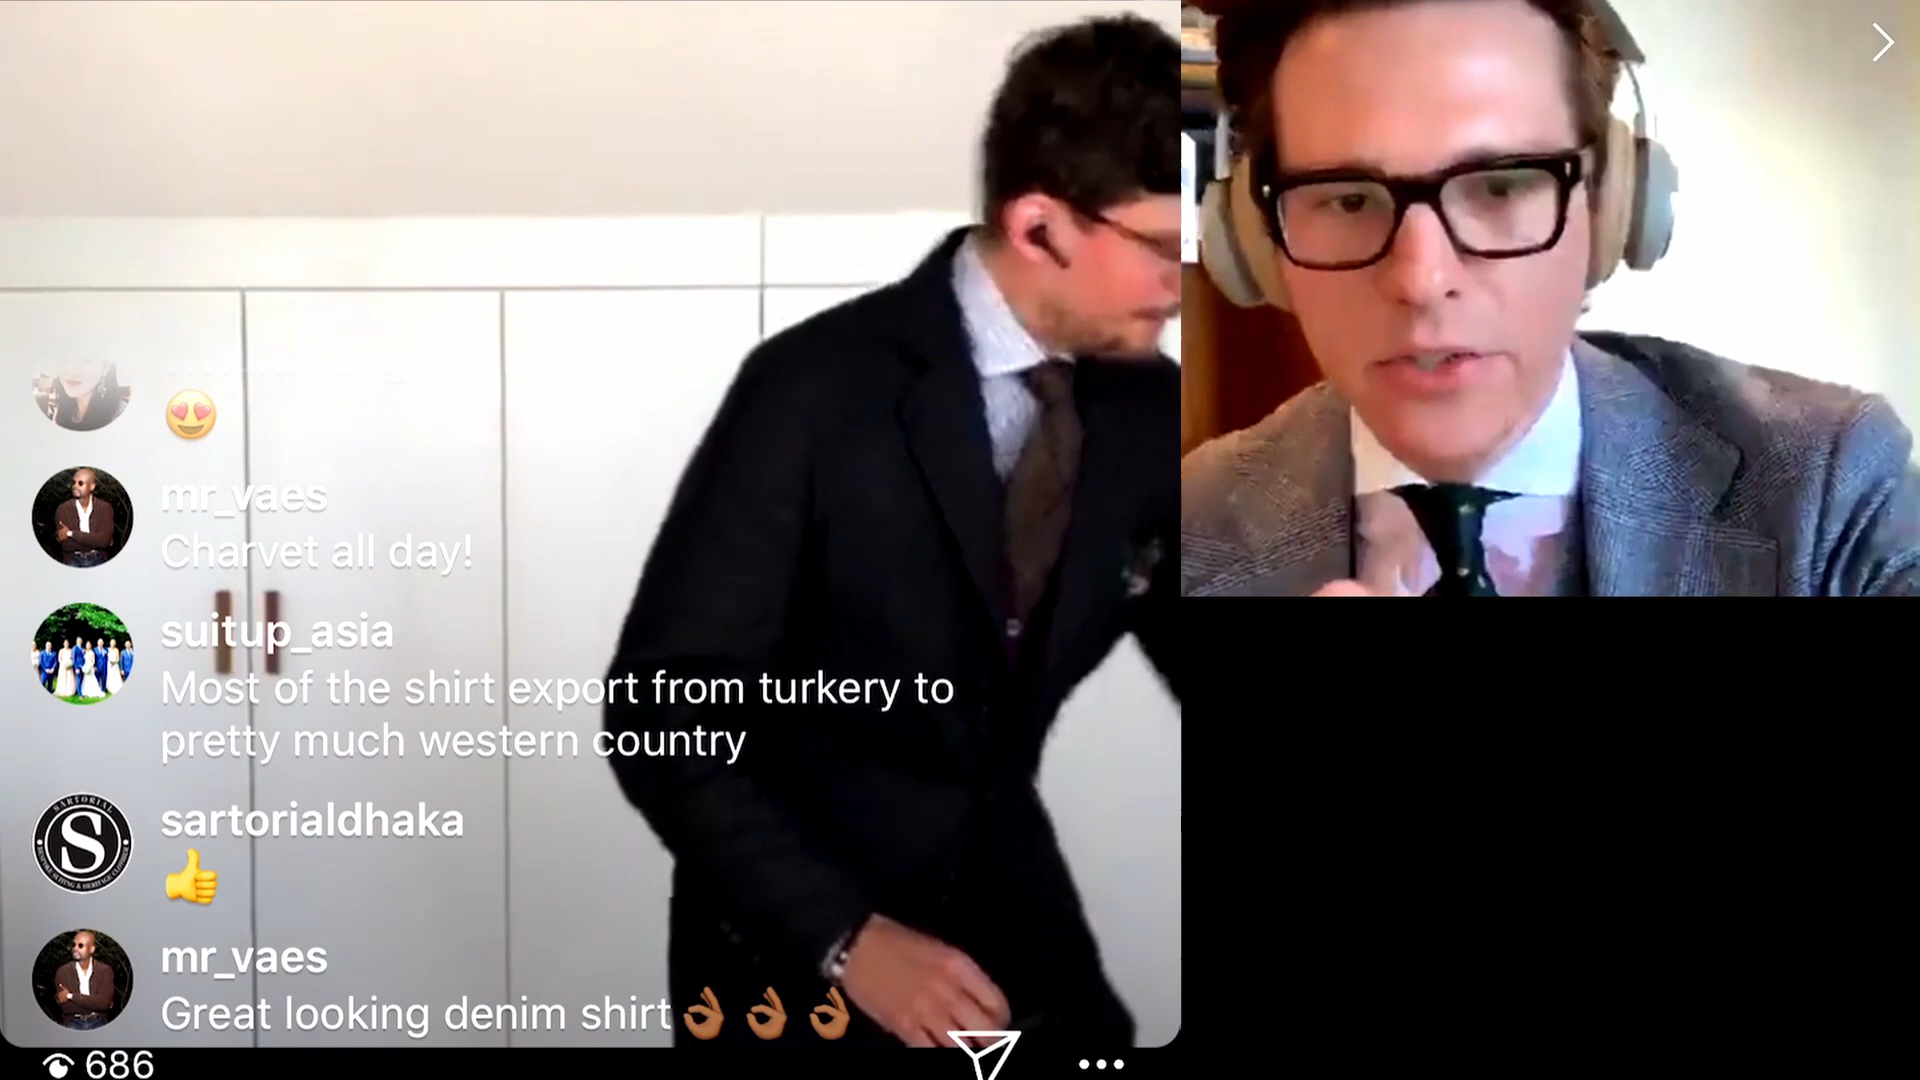 😍
mr_vaes
Charvet all day!
suitup_asia
Most of the shirt export from turkery to
pretty much western country
SARTORIAL
S
sartorialdhaka
👍
mr_vaes
Great looking denim shirt👌🏾👌🏾👌🏾
686